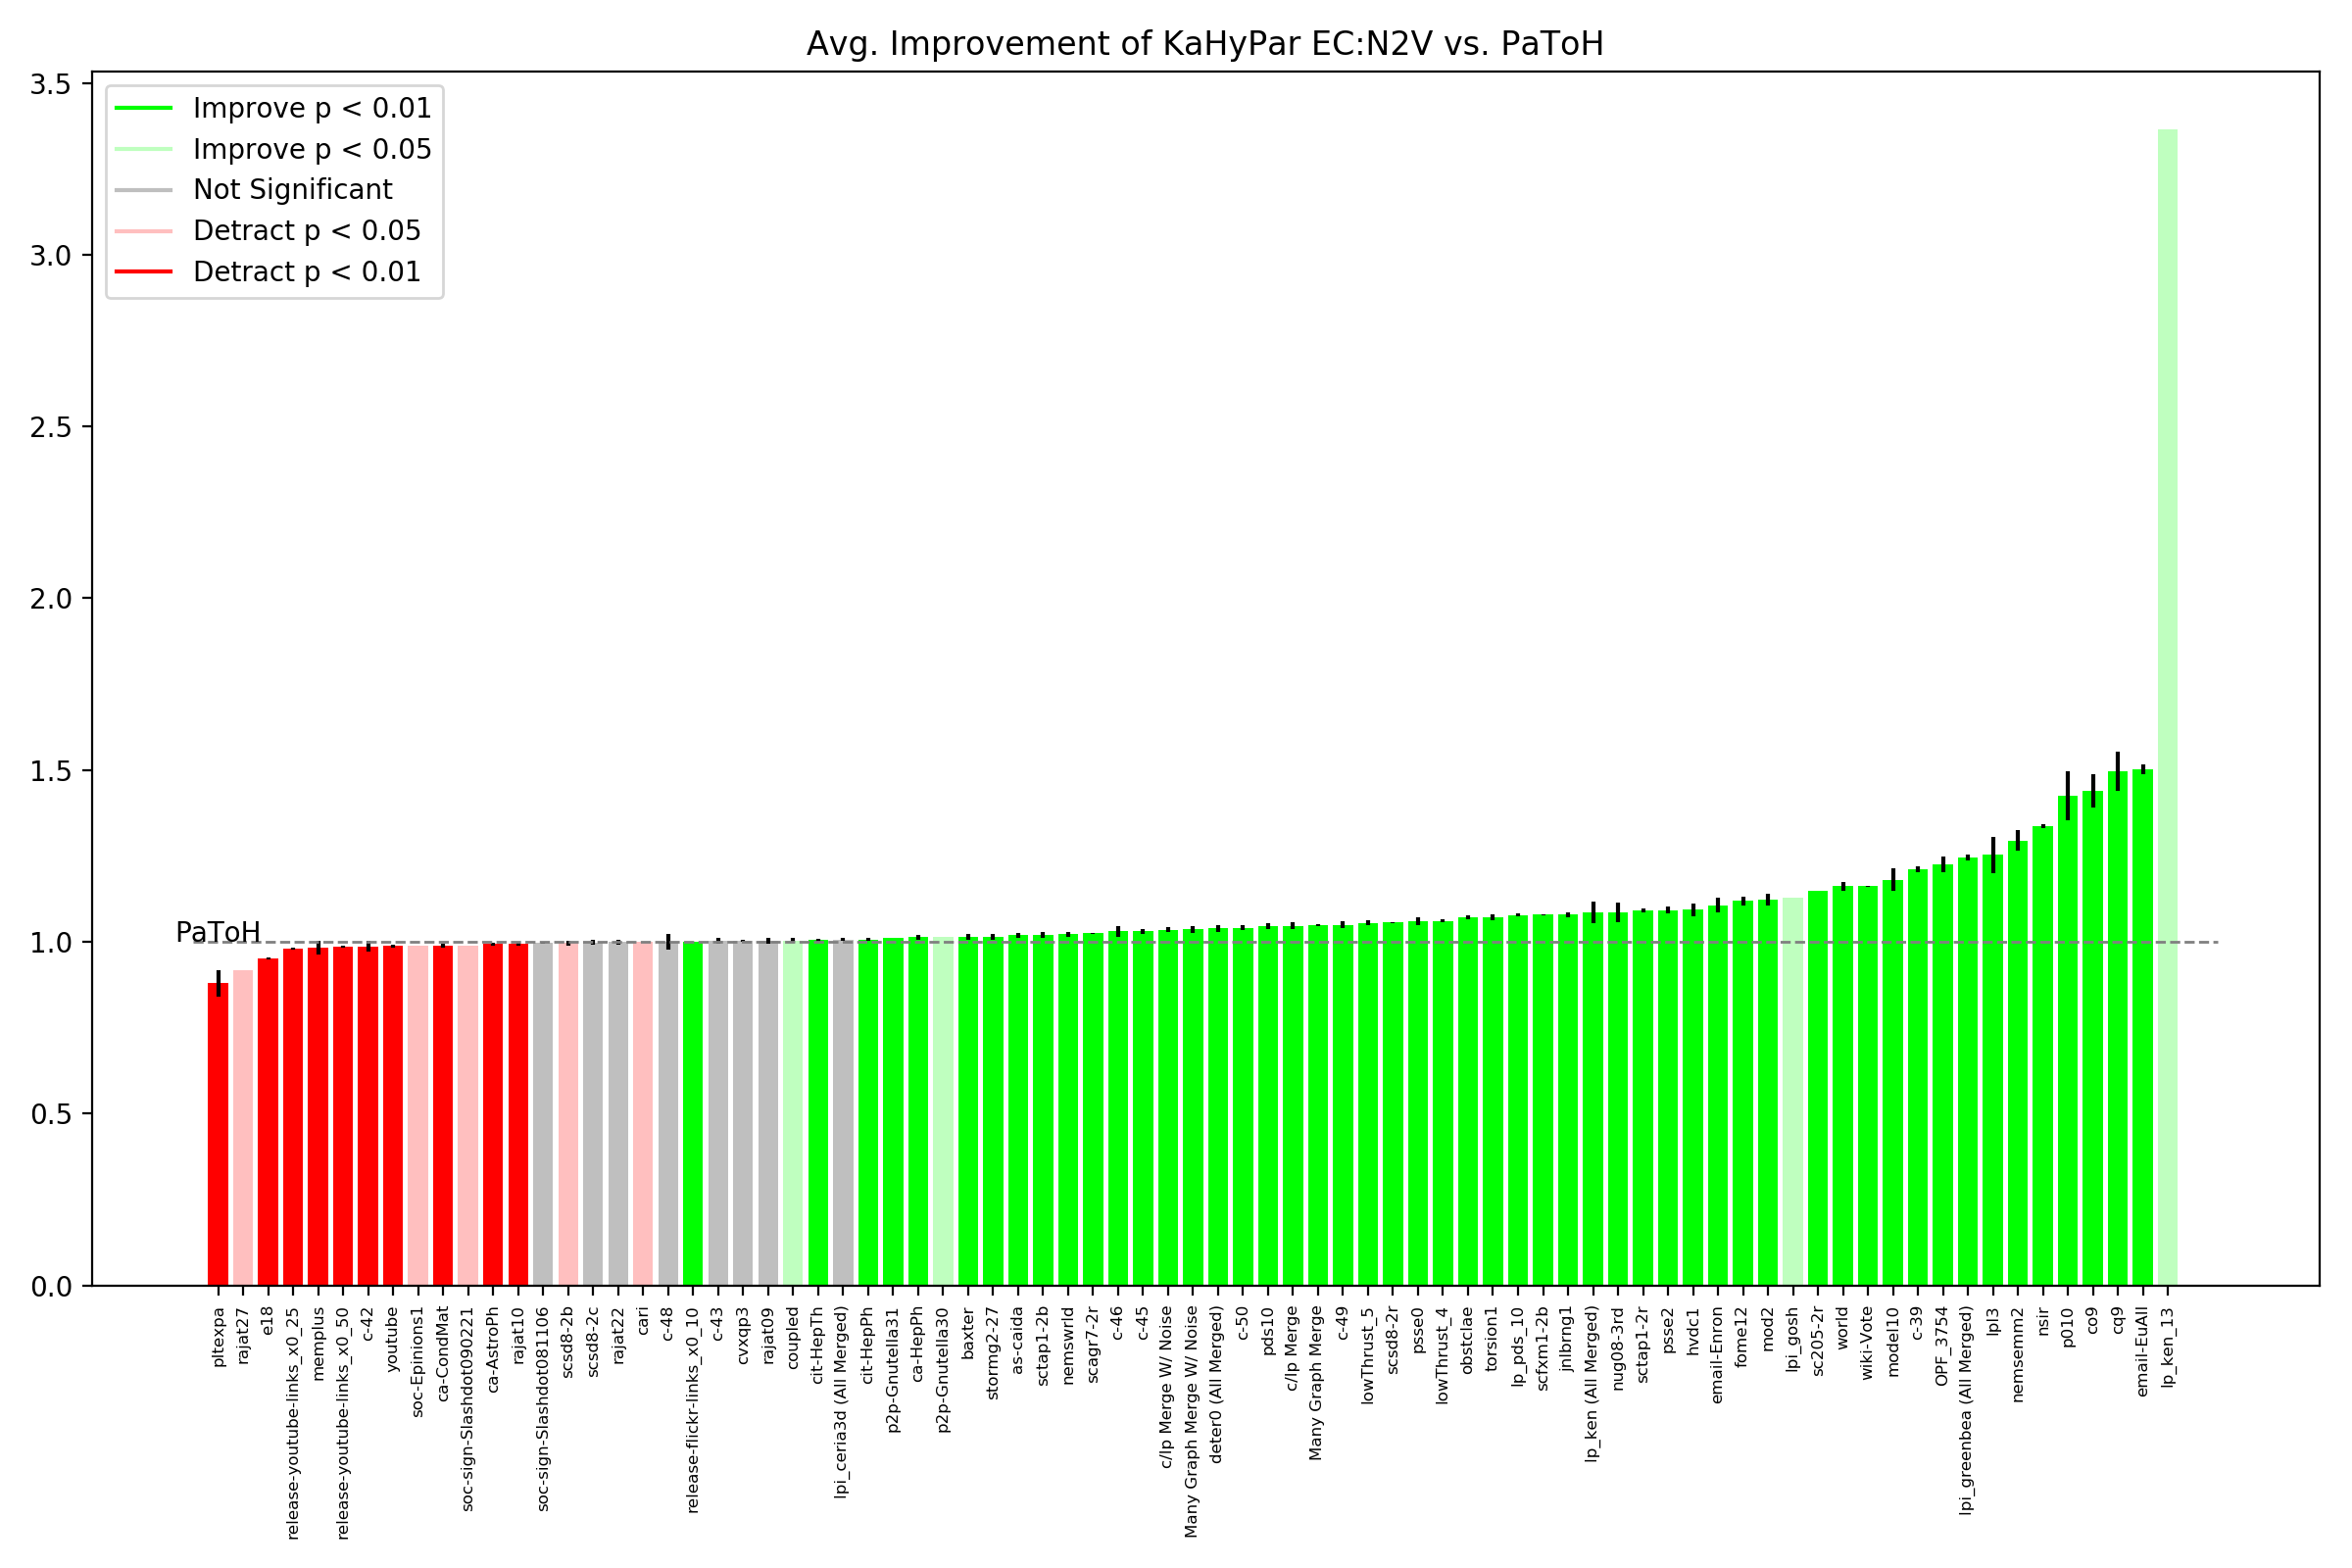 Avg. Improvement of KaHyPar EC:N2V vs. PaToH
3.5
3.0
2.5
2.0
1.5
1.0
0.5
0.0
Improve p < 0.01
Improve p < 0.05
Not Significant
Detract p < 0.05
Detract p < 0.01
PaToH
pltexpa
rajat27
e18
release-youtube-links_x0_25
memplus
release-youtube-links_x0_50
c-42
youtube
soc-Epinions1
ca-CondMat
soc-sign-Slashdot090221
ca-AstroPh
rajat10
soc-sign-Slashdot081106
scsd8-2b
scsd8-2c
rajat22
cari
c-48
release-flickr-links_x0_10
c-43
cvxqp3
rajat09
coupled
cit-HepTh
lpi_ceria3d (All Merged)
cit-HepPh
p2p-Gnutella31
ca-HepPh
p2p-Gnutella30
baxter
stormg2-27
as-caida
sctap1-2b
nemswrld
scagr7-2r
c-46
c-45
c/lp Merge W/ Noise
Many Graph Merge W/ Noise
deter0 (All Merged)
c-50
pds10
c/lp Merge
Many Graph Merge
c-49
lowThrust_5
scsd8-2r
psse0
lowThrust_4
obstclae
torsion1
lp_pds_10
scfxm1-2b
jnlbrng1
lp_ken (All Merged)
nug08-3rd
sctap1-2r
psse2
hvdc1
email-Enron
fome12
mod2
lpi_gosh
sc205-2r
world
wiki-Vote
model10
c-39
OPF_3754
lpi_greenbea (All Merged)
lpl3
nemsemm2
nsir
p010
co9
cq9
email-EuAll
lp_ken_13